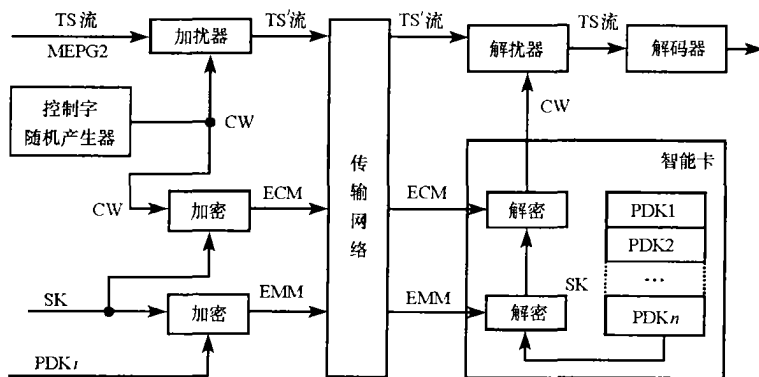 TS流
MEPG2
加扰器
TS′流
TS′流
解扰器
TS流
解码器
控制字
随机产生器
CW
CW
传输网络
智能卡
CW
加密
ECM
ECM
解密
PDK1
PDK2
...
PDKn
SK
加密
EMM
EMM
解密
SK
PDKi